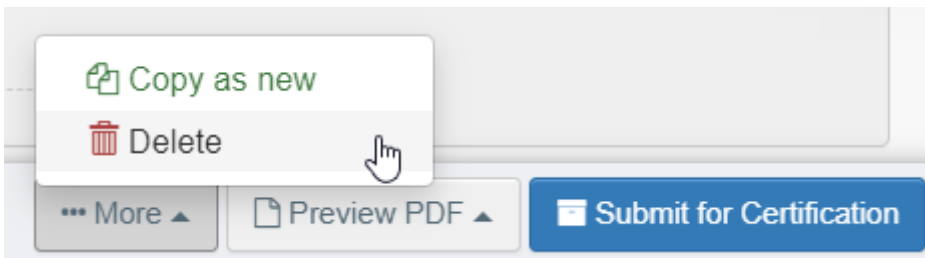 Copy as new
Delete
More
Preview PDF
Submit for Certification